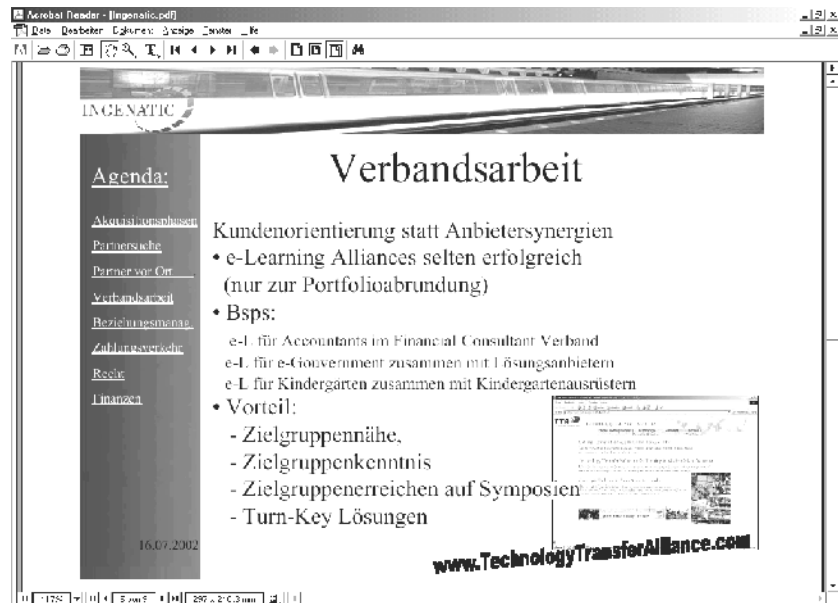 Acrobat Reader - [Ingenatic.pdf]
Datei Bearbeiten Dokument Anzeige Fenster
INGENATIC
Agenda:
Akquisitionsphasen
Partnersuche
Partner vor Ort
Verbandsarbeit
Beziehungsmanag.
Zahlungsverkehr
Recht
Finanzen
16.07.2002
Verbandsarbeit
Kundenorientierung statt Anbietersynergien
• e-Learning Alliances selten erfolgreich
(nur zur Portfolioabrundung)
• Bsps:
e-L für Accountants im Financial Consultant Verband
e-L für e-Gouvernment zusammen mit Lösungsanbietern
e-L für Kindergärten zusammen mit Kindergartenausrüstern
• Vorteil:
- Zielgruppennähe,
- Zielgruppenkenntnis
- Zielgruppenerreichen auf Symposien
- Turn-Key Lösungen
TTA
www.TechnologyTransferAlliance.com
117%